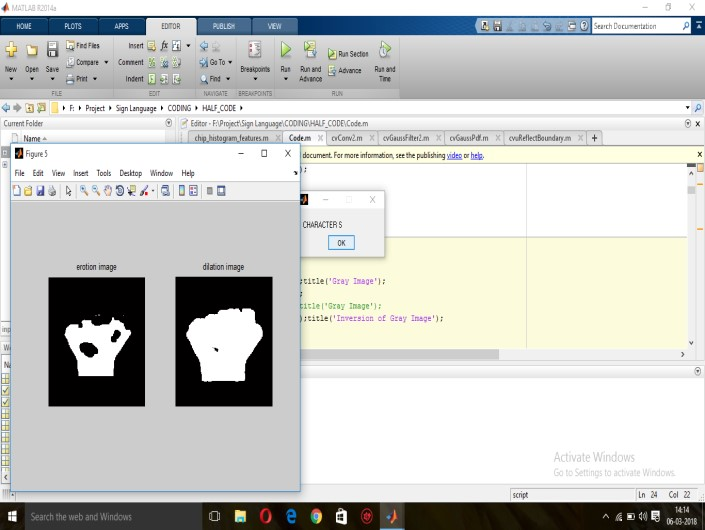 MATLAB R2014a
HOME PLOTS APPS EDITOR PUBLISH VIEW
Search Documentation
New Open Save Find Files Compare Print
Insert fx Comment Indent
Go To Find
Breakpoints Run Run and Advance Run Section Advance Run and Time
FILE EDIT NAVIGATE BREAKPOINTS RUN
F: Project Sign Language CODING HALF_CODE
Current Folder
Name
Editor - F:\Project\Sign Language\CODING\HALF_CODE\Code.m
chip_histogram_features.m Code.m cvConv2.m cvGaussFilter2.m cvGaussPdf.m cvuReflectBoundary.m
document. For more information, see the publishing video or help.
Figure 5
File Edit View Insert Tools Desktop Window Help
erotion image dilation image
CHARACTER S
OK
;title('Gray Image');
;
title('Gray Image');
);title('Inversion of Gray Image');
Activate Windows
Go to Settings to activate Windows.
script Ln 24 Col 22
Search the web and Windows
14:14
06-03-2018